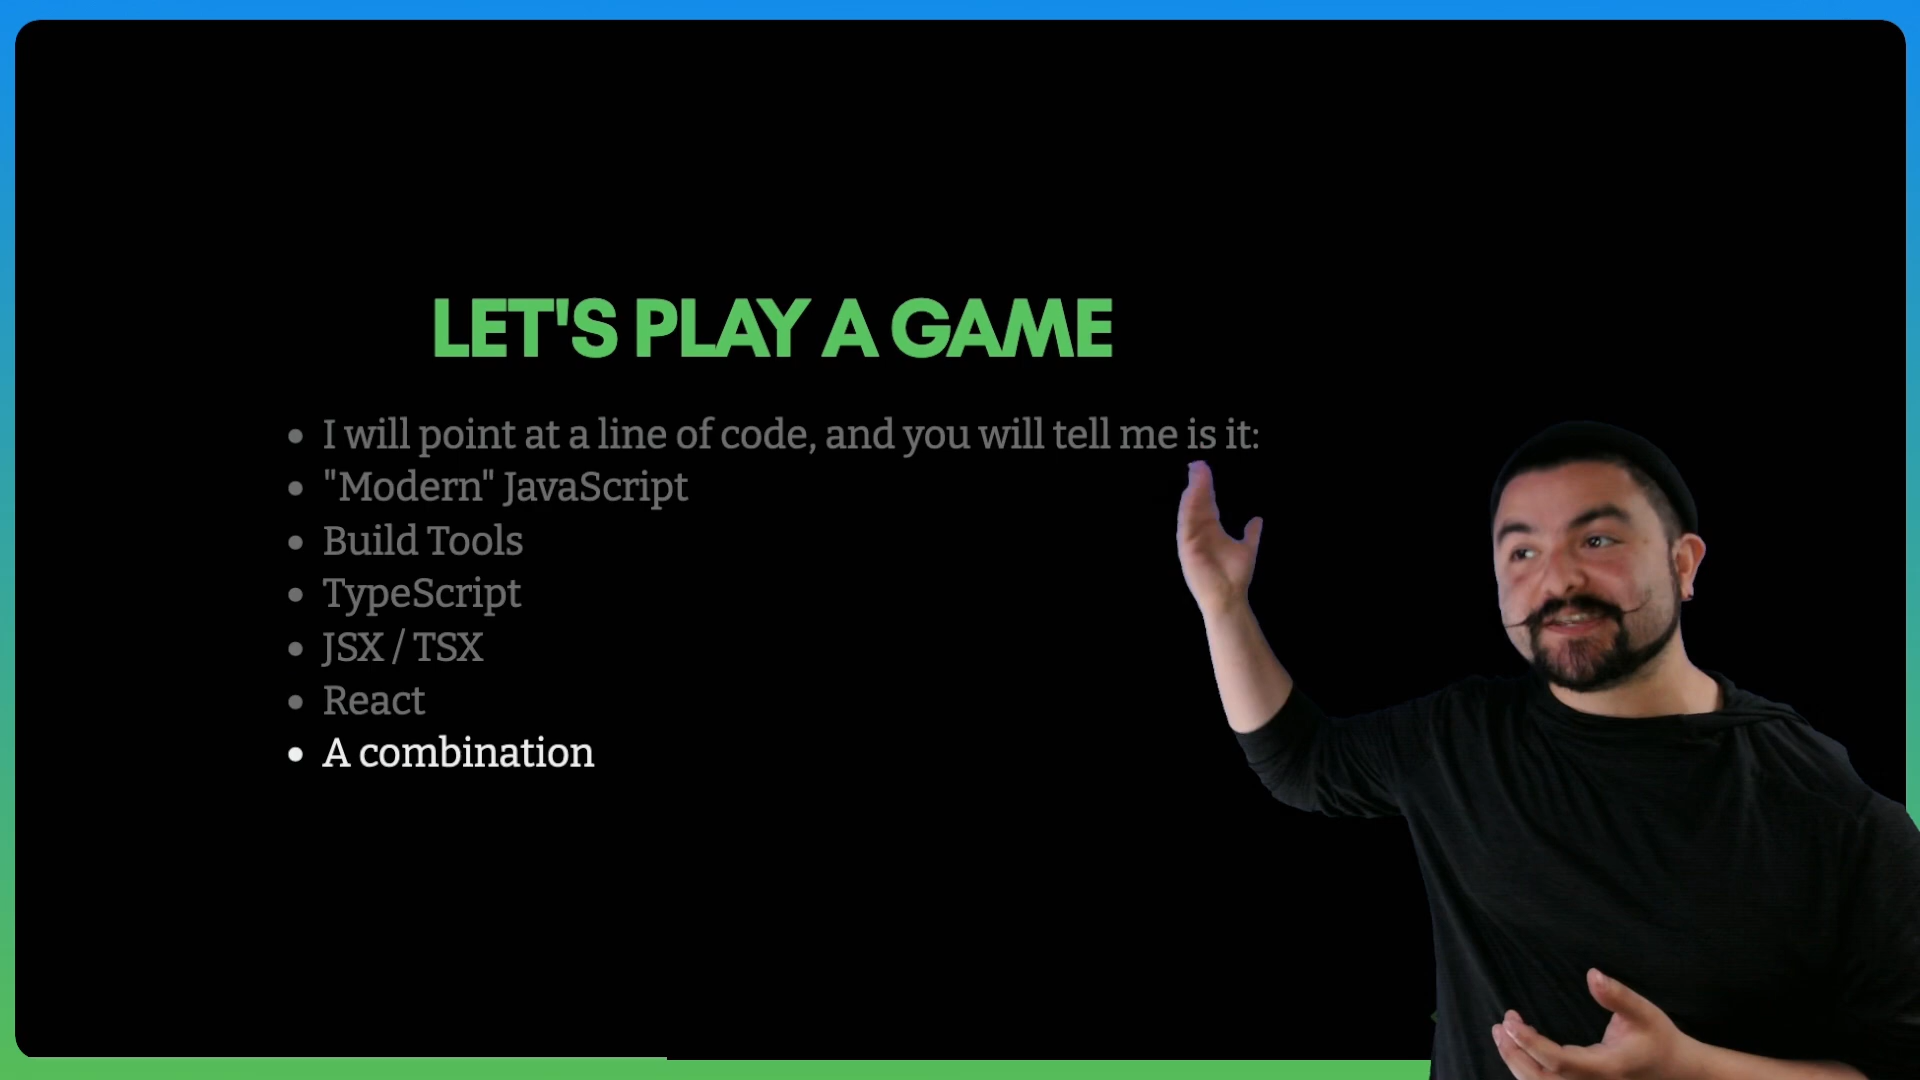 LET'S PLAY A GAME
• I will point at a line of code, and you will tell me is it:
• "Modern" JavaScript
• Build Tools
• TypeScript
• JSX / TSX
• React
• A combination